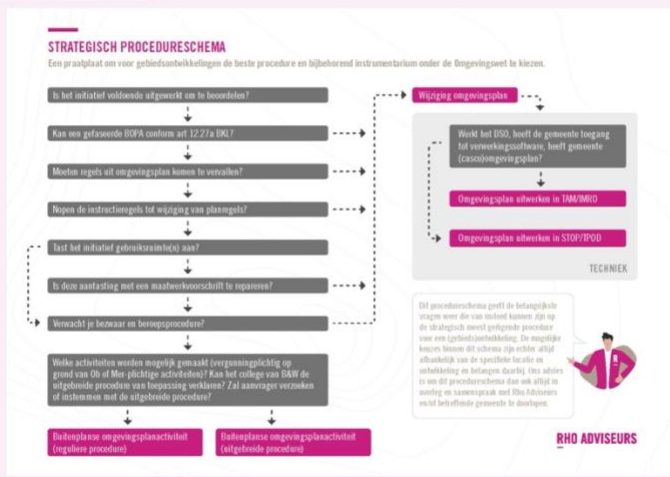 STRATEGISCH PROCEDURESCHEMA
Een praatplaat om voor gebiedsontwikkelingen de beste procedure en bijbehorend instrumentarium onder de Omgevingswet te kiezen.
Is het initiatief voldoende uitgewerkt om te beoordelen?
Kan een gefaseerde BOPA conform art 12.27a BKL?
Moeten regels uit omgevingsplan komen te vervallen?
Nopen de instructieregels tot wijziging van planregels?
Tast het initiatief gebruiksruimte(n) aan?
Is deze aantasting met een maatwerkvoorschrift te repareren?
Verwacht je bezwaar en beroepsprocedure?
Welke activiteiten worden mogelijk gemaakt (vergunningplichtig op
grond van Ob of Mer-plichtige activiteiten)? Kan het college van B&W de
uitgebreide procedure van toepassing verklaren? Zal aanvrager verzoeken
of instemmen met de uitgebreide procedure?
Buitenplanse omgevingsplanactiviteit
(reguliere procedure)
Buitenplanse omgevingsplanactiviteit
(uitgebreide procedure)
Wijziging omgevingsplan
Werkt het DSO, heeft de gemeente toegang
tot verwerkingssoftware, heeft gemeente
(casco)omgevingsplan?
Omgevingsplan uitwerken in TAM/IMRO
Omgevingsplan uitwerken in STOP/TPOD
TECHNIEK
Dit procedureschema geeft de belangrijkste
vragen weer die van invloed kunnen zijn op
de strategisch meest geëigende procedure
voor een (gebieds)ontwikkeling. De mogelijke
keuzes binnen dit schema zijn echter altijd
afhankelijk van de specifieke locatie en
ontwikkeling en belangen daarbij. Ons advies
is om dit procedureschema dan ook altijd in
overleg en samenspraak met Rho Adviseurs
en/of betreffende gemeente te doorlopen.
RHO ADVISEURS